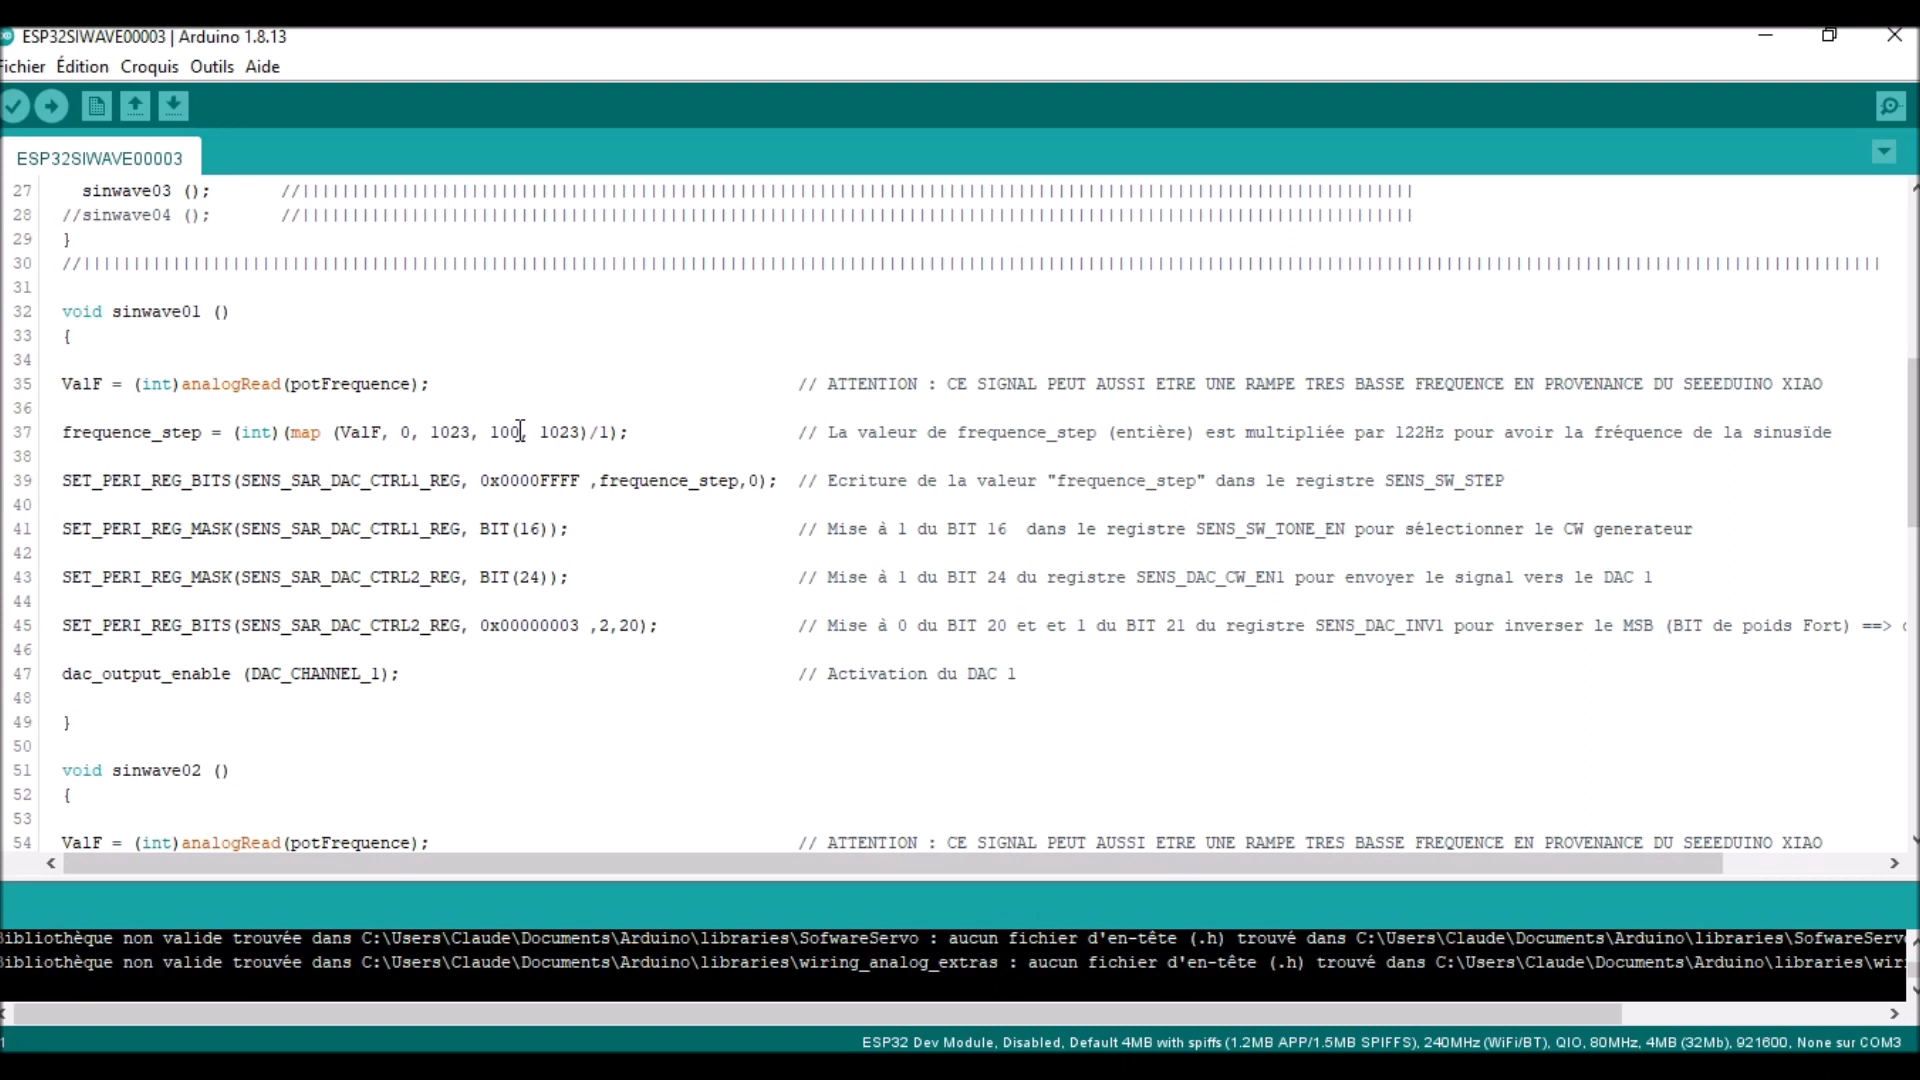 ESP32SIWAVE00003 | Arduino 1.8.13
Fichier Édition Croquis Outils Aide
ESP32SIWAVE00003
27 sinwave03 (); //||||||||||||||||||||||||||||||||||||||||||||||||||||||||||||||||||||||||||||||||||||||||||||||||||||||||||||||||
28 //sinwave04 (); //||||||||||||||||||||||||||||||||||||||||||||||||||||||||||||||||||||||||||||||||||||||||||||||||||||||||||||||||
29 }
30 //||||||||||||||||||||||||||||||||||||||||||||||||||||||||||||||||||||||||||||||||||||||||||||||||||||||||||||||||||||||||||||||||||||||||||||||||||||||||||||||||||||||||||||||||||||
31
32 void sinwave01 ()
33 {
34
35 ValF = (int)analogRead(potFrequence); // ATTENTION : CE SIGNAL PEUT AUSSI ETRE UNE RAMPE TRES BASSE FREQUENCE EN PROVENANCE DU SEEEDUINO XIAO
36
37 frequence_step = (int)(map (ValF, 0, 1023, 100, 1023)/1); // La valeur de frequence_step (entière) est multipliée par 122Hz pour avoir la fréquence de la sinusïde
38
39 SET_PERI_REG_BITS(SENS_SAR_DAC_CTRL1_REG, 0x0000FFFF ,frequence_step,0); // Ecriture de la valeur "frequence_step" dans le registre SENS_SW_STEP
40
41 SET_PERI_REG_MASK(SENS_SAR_DAC_CTRL1_REG, BIT(16)); // Mise à 1 du BIT 16 dans le registre SENS_SW_TONE_EN pour sélectionner le CW generateur
42
43 SET_PERI_REG_MASK(SENS_SAR_DAC_CTRL2_REG, BIT(24)); // Mise à 1 du BIT 24 du registre SENS_DAC_CW_EN1 pour envoyer le signal vers le DAC 1
44
45 SET_PERI_REG_BITS(SENS_SAR_DAC_CTRL2_REG, 0x00000003 ,2,20); // Mise à 0 du BIT 20 et et 1 du BIT 21 du registre SENS_DAC_INV1 pour inverser le MSB (BIT de poids Fort) ==>
46
47 dac_output_enable (DAC_CHANNEL_1); // Activation du DAC 1
48
49 }
50
51 void sinwave02 ()
52 {
53
54 ValF = (int)analogRead(potFrequence); // ATTENTION : CE SIGNAL PEUT AUSSI ETRE UNE RAMPE TRES BASSE FREQUENCE EN PROVENANCE DU SEEEDUINO XIAO
Bibliothèque non valide trouvée dans C:\Users\Claude\Documents\Arduino\libraries\SofwareServo : aucun fichier d'en-tête (.h) trouvé dans C:\Users\Claude\Documents\Arduino\libraries\SofwareServ
Bibliothèque non valide trouvée dans C:\Users\Claude\Documents\Arduino\libraries\wiring_analog_extras : aucun fichier d'en-tête (.h) trouvé dans C:\Users\Claude\Documents\Arduino\libraries\wir
1 ESP32 Dev Module, Disabled, Default 4MB with spiffs (1.2MB APP/1.5MB SPIFFS), 240MHz (WiFi/BT), QIO, 80MHz, 4MB (32Mb), 921600, None sur COM3